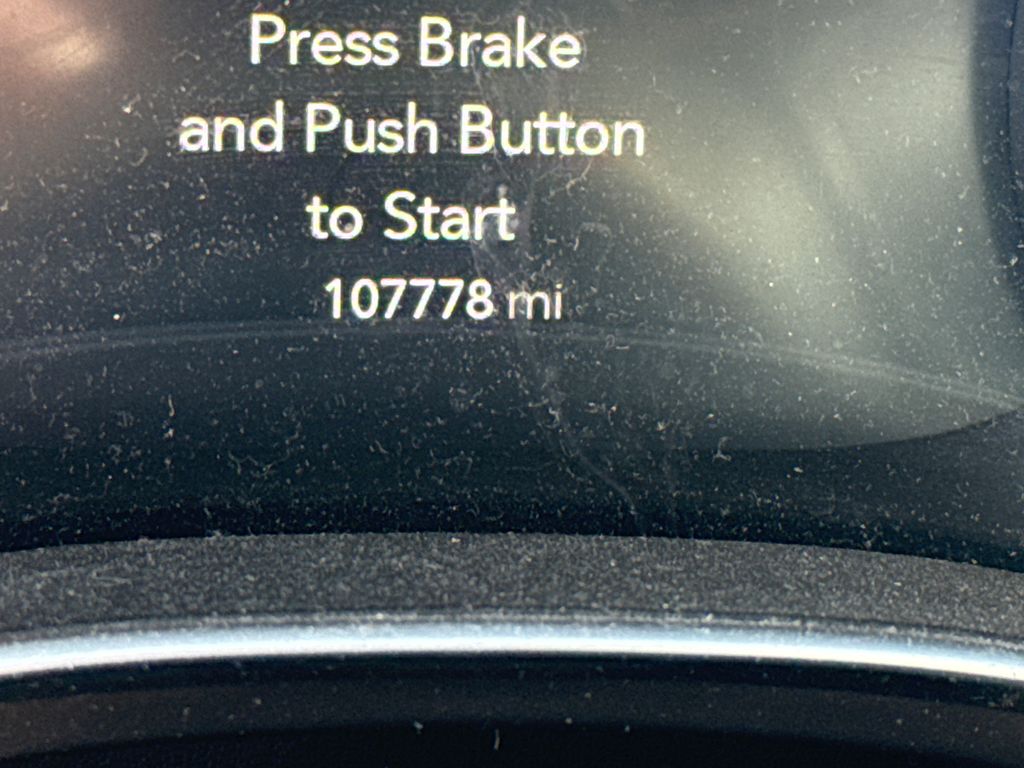 Press Brake
and Push Button
to Start
107778 mi